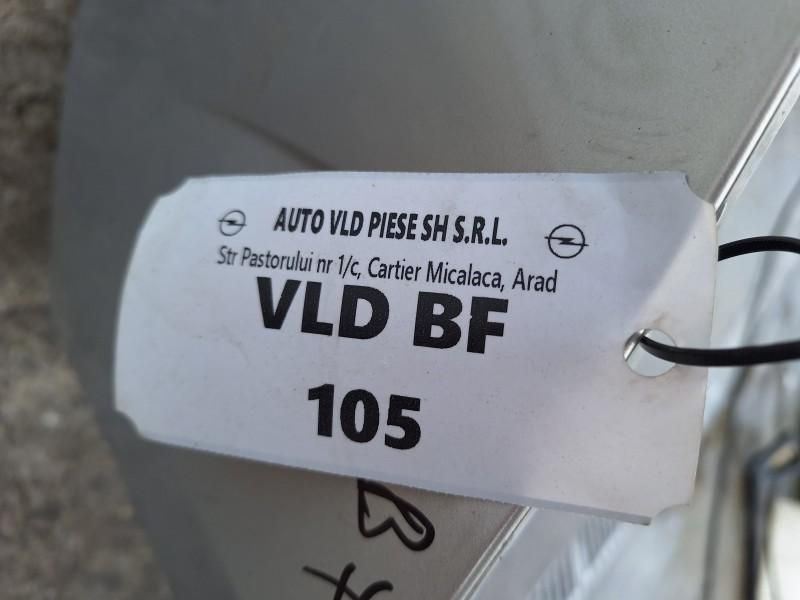 AUTO VLD PIESE SH S.R.L.
Str Pastorului nr 1/c, Cartier Micalaca, Arad
VLD BF
105